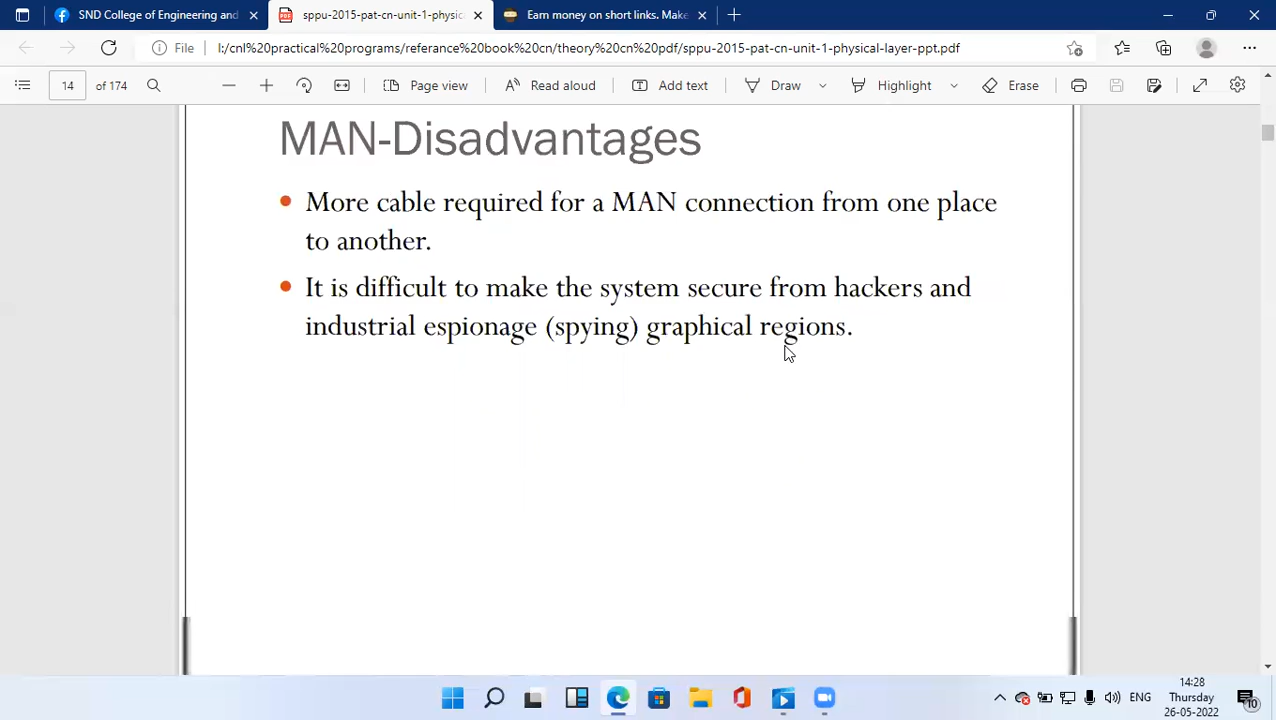 SND College of Engineering and
sppu-2015-pat-cn-unit-1-physic
Earn money on short links. Make
File
l:/cnl%20practical%20programs/referance%20book%20cn/theory%20cn%20pdf/sppu-2015-pat-cn-unit-1-physical-layer-ppt.pdf
14 of 174
Page view
Read aloud
Add text
Draw
Highlight
Erase
MAN-Disadvantages
• More cable required for a MAN connection from one place
to another.
• It is difficult to make the system secure from hackers and
industrial espionage (spying) graphical regions.
ENG
14:28
Thursday
26-05-2022
10